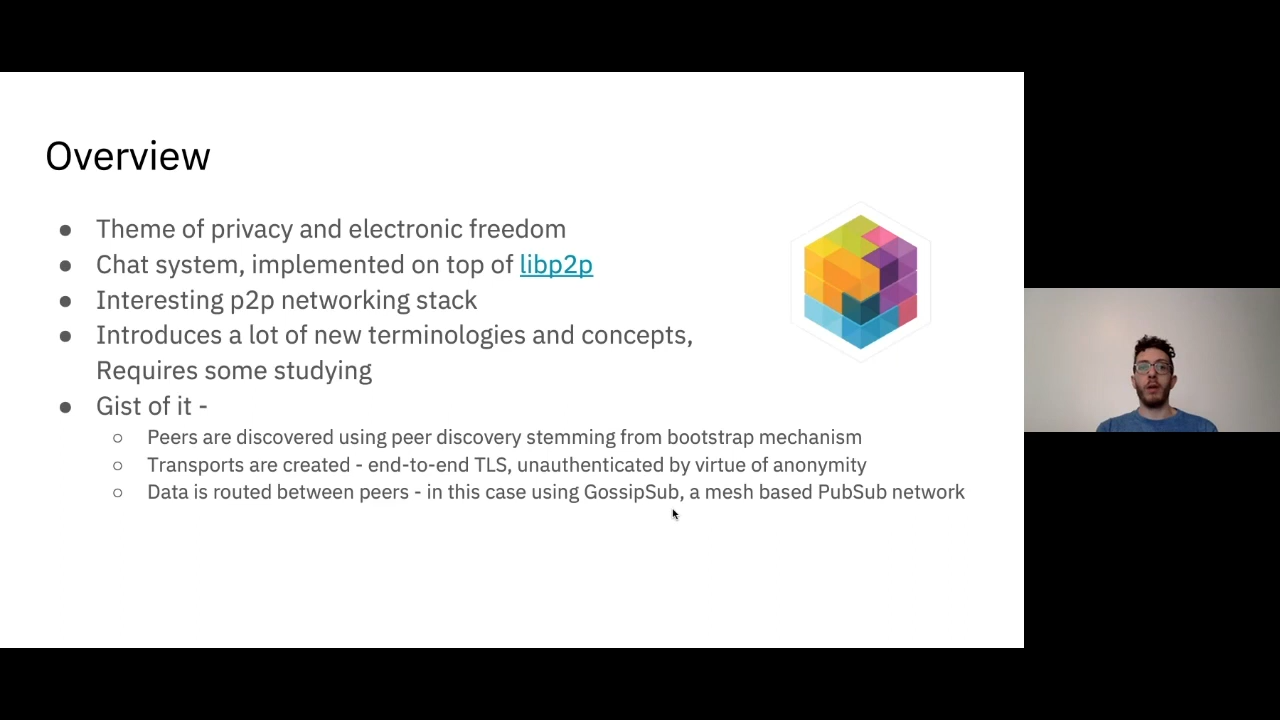 Overview
● Theme of privacy and electronic freedom
● Chat system, implemented on top of libp2p
● Interesting p2p networking stack
● Introduces a lot of new terminologies and concepts,
Requires some studying
● Gist of it -
○ Peers are discovered using peer discovery stemming from bootstrap mechanism
○ Transports are created - end-to-end TLS, unauthenticated by virtue of anonymity
○ Data is routed between peers - in this case using GossipSub, a mesh based PubSub network